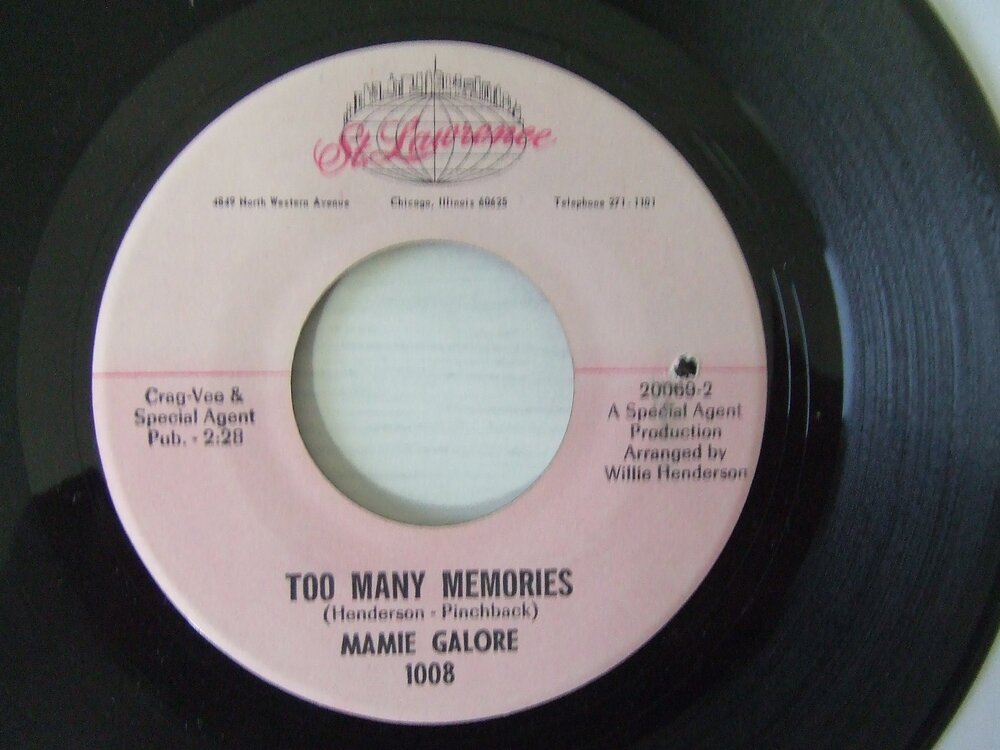 St. Lawrence
4849 North Western Avenue Chicago, Illinois 60625 Telephone 271-1181
Crag-Vee &
Special Agent
Pub. - 2:28
20069-2
A Special Agent
Production
Arranged by
Willie Henderson
TOO MANY MEMORIES
(Henderson - Pinchback)
MAMIE GALORE
1008